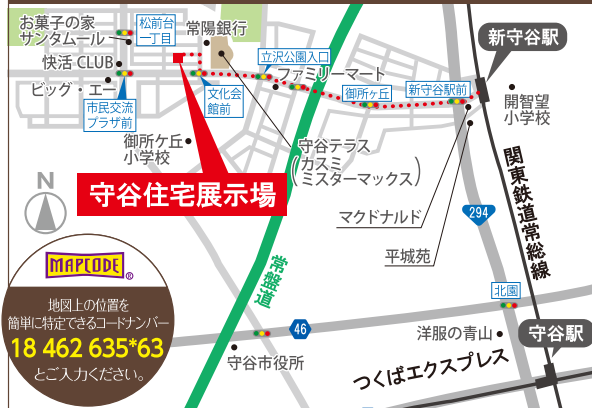 お菓子の家
サンタムール
松前台
一丁目
常陽銀行
快活 CLUB
ビッグ・エー
市民交流
プラザ前
文化会
館前
立沢公園入口
ファミリーマート
御所ヶ丘
新守谷駅前
新守谷駅
開智望
小学校
御所ケ丘
小学校
守谷テラス
(カスミ
ミスターマックス)
守谷住宅展示場
マクドナルド
平城苑
294
関東鉄道常総線
N
常盤道
MAPCODE
®
地図上の位置を
簡単に特定できるコードナンバー
18 462 635*63
とご入力ください。
46
守谷市役所
北園
洋服の青山
守谷駅
つくばエクスプレス